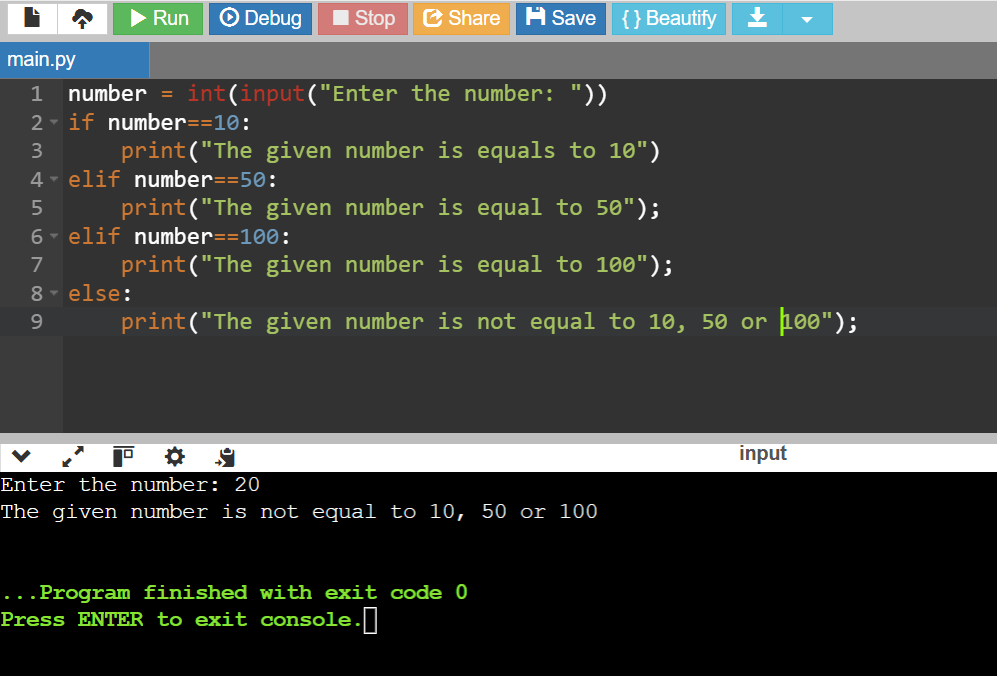 Run Debug Stop Share Save { } Beautify
main.py
1 number = int(input("Enter the number: "))
2 if number==10:
3     print("The given number is equals to 10")
4 elif number==50:
5     print("The given number is equal to 50");
6 elif number==100:
7     print("The given number is equal to 100");
8 else:
9     print("The given number is not equal to 10, 50 or 100");
input
Enter the number: 20
The given number is not equal to 10, 50 or 100
...Program finished with exit code 0
Press ENTER to exit console.